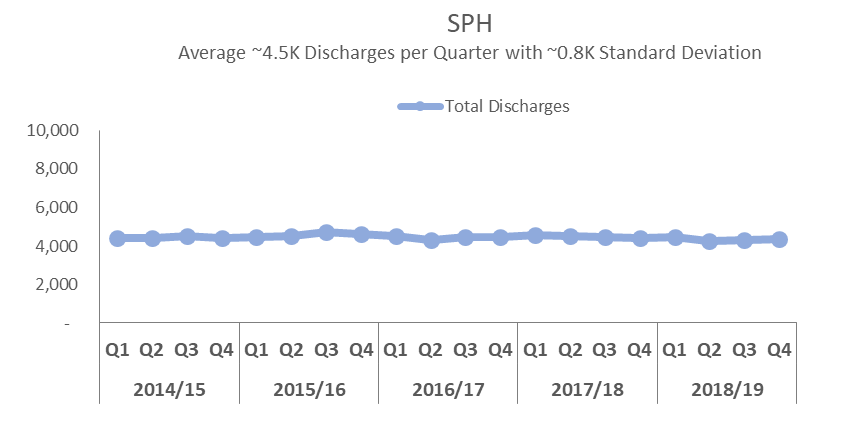 SPH
Average ~4.5K Discharges per Quarter with ~0.8K Standard Deviation
Total Discharges
10,000
8,000
6,000
4,000
2,000
-
Q1 Q2 Q3 Q4 Q1 Q2 Q3 Q4 Q1 Q2 Q3 Q4 Q1 Q2 Q3 Q4 Q1 Q2 Q3 Q4
2014/15 2015/16 2016/17 2017/18 2018/19